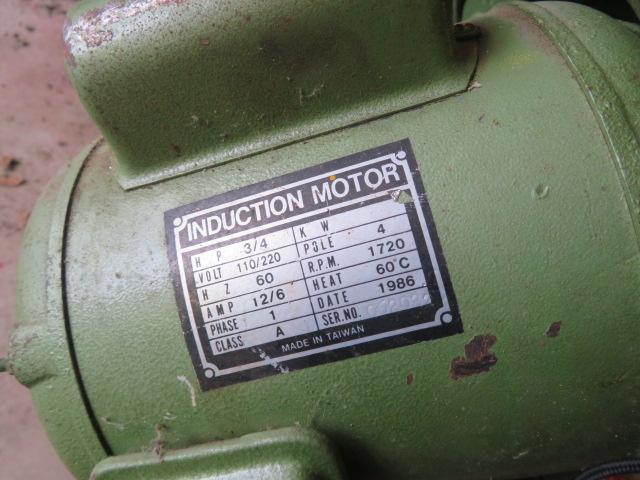 INDUCTION MOTOR
H P 3/4 K W
VOLT 110/220 POLE 4
H Z 60 R.P.M. 1720
AMP 12/6 HEAT 60°C
PHASE 1 DATE 1986
CLASS A SER.NO.
MADE IN TAIWAN